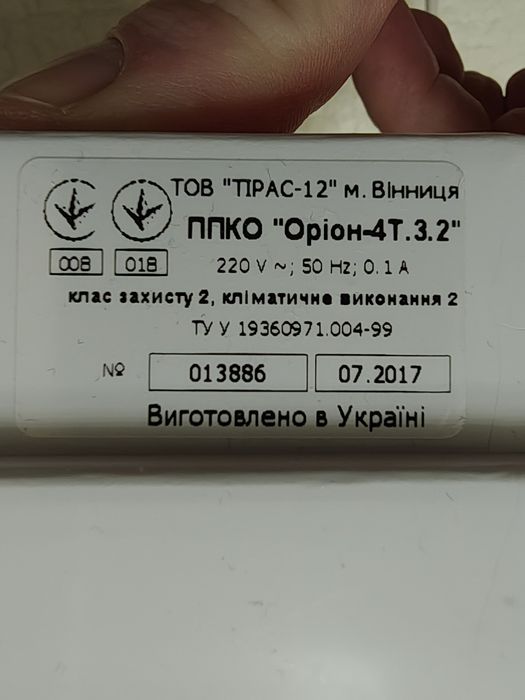 ТОВ "ТІРАС-12" м. Вінниця
ППКО "Оріон-4Т.3.2"
008 018
220 V ~; 50 Hz; 0.1 A
клас захисту 2, кліматичне виконання 2
ТУ У 19360971.004-99
№ 013886 07.2017
Виготовлено в Україні